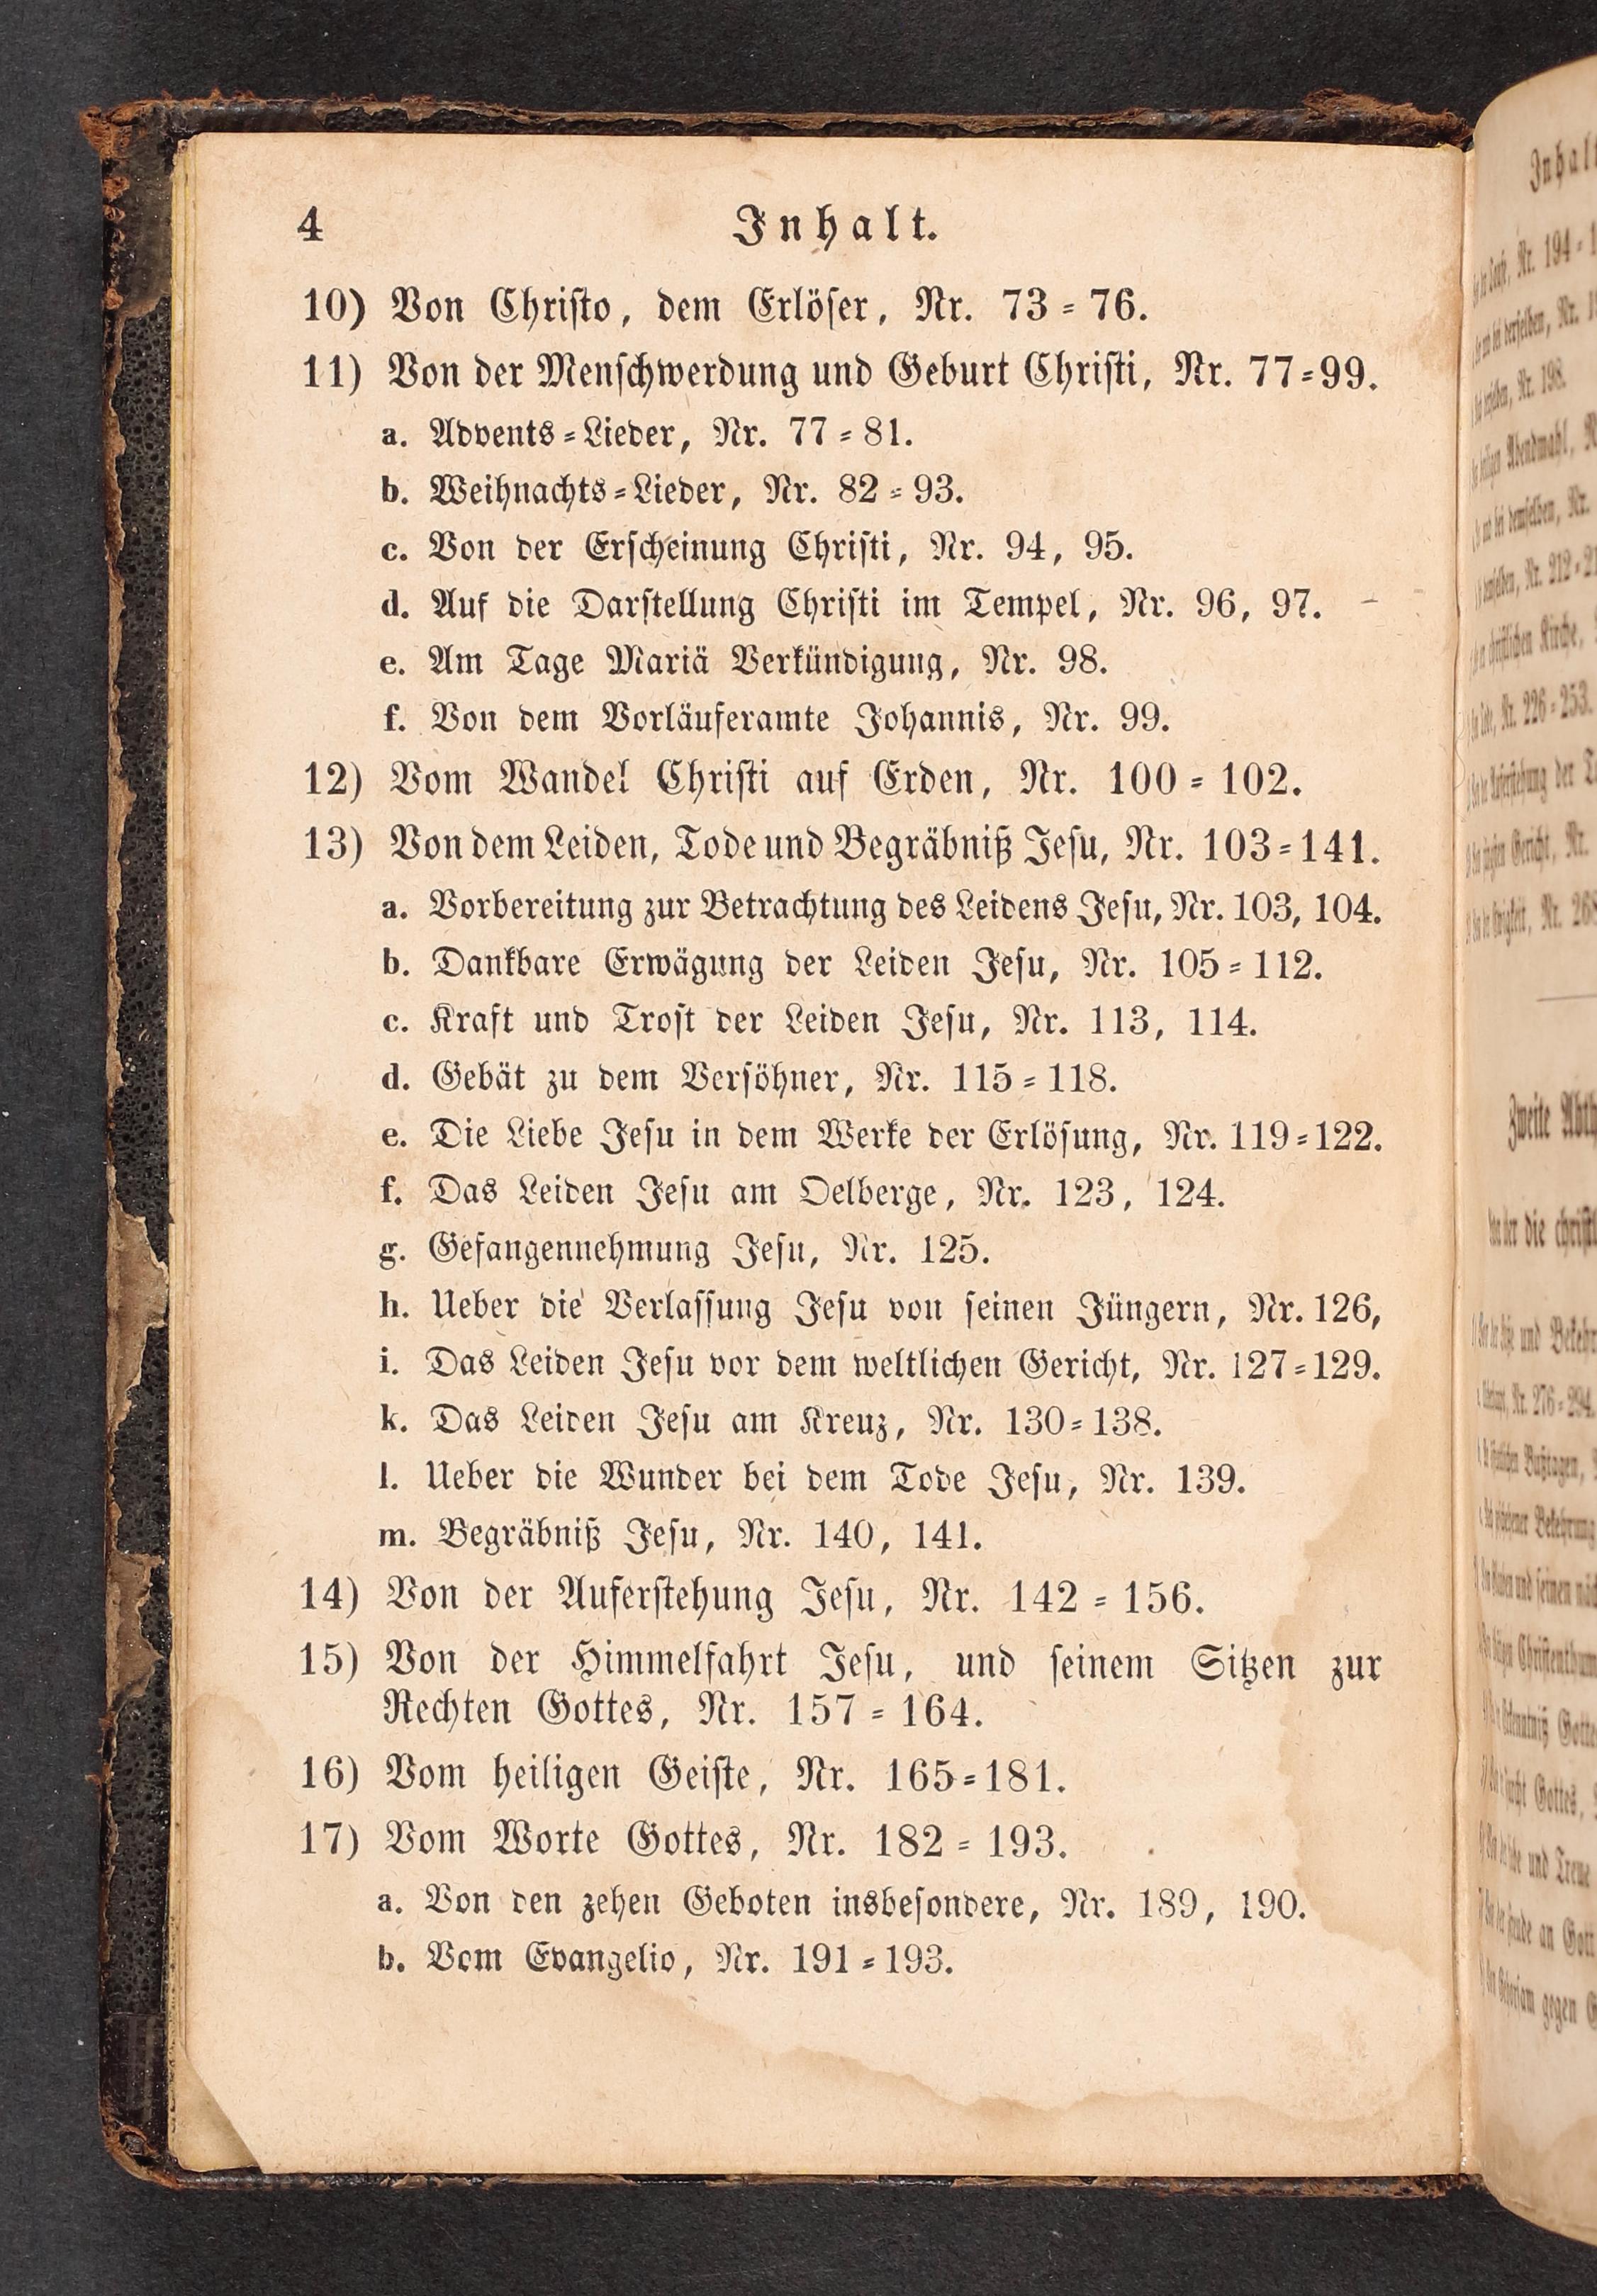 4 Inhalt.
10) Von Christo, dem Erlöser, Nr. 73 = 76.
11) Von der Menschwerdung und Geburt Christi, Nr. 77=99.
a. Advents=Lieder, Nr. 77 = 81.
b. Weihnachts=Lieder, Nr. 82 = 93.
c. Von der Erscheinung Christi, Nr. 94, 95.
d. Auf die Darstellung Christi im Tempel, Nr. 96, 97.
e. Am Tage Mariä Verkündigung, Nr. 98.
f. Von dem Vorläuferamte Johannis, Nr. 99.
12) Vom Wandel Christi auf Erden, Nr. 100 = 102.
13) Von dem Leiden, Tode und Begräbniß Jesu, Nr. 103=141.
a. Vorbereitung zur Betrachtung des Leidens Jesu, Nr. 103, 104.
b. Dankbare Erwägung der Leiden Jesu, Nr. 105 = 112.
c. Kraft und Trost der Leiden Jesu, Nr. 113, 114.
d. Gebät zu dem Versöhner, Nr. 115 = 118.
e. Die Liebe Jesu in dem Werke der Erlösung, Nr. 119=122.
f. Das Leiden Jesu am Oelberge, Nr. 123, 124.
g. Gefangennehmung Jesu, Nr. 125.
h. Ueber die Verlassung Jesu von seinen Jüngern, Nr. 126,
i. Das Leiden Jesu vor dem weltlichen Gericht, Nr. 127=129.
k. Das Leiden Jesu am Kreuz, Nr. 130=138.
l. Ueber die Wunder bei dem Tode Jesu, Nr. 139.
m. Begräbniß Jesu, Nr. 140, 141.
14) Von der Auferstehung Jesu, Nr. 142 = 156.
15) Von der Himmelfahrt Jesu, und seinem Sitzen zur
Rechten Gottes, Nr. 157 = 164.
16) Vom heiligen Geiste, Nr. 165=181.
17) Vom Worte Gottes, Nr. 182 = 193.
a. Von den zehen Geboten insbesondere, Nr. 189, 190.
b. Vom Evangelio, Nr. 191 = 193.